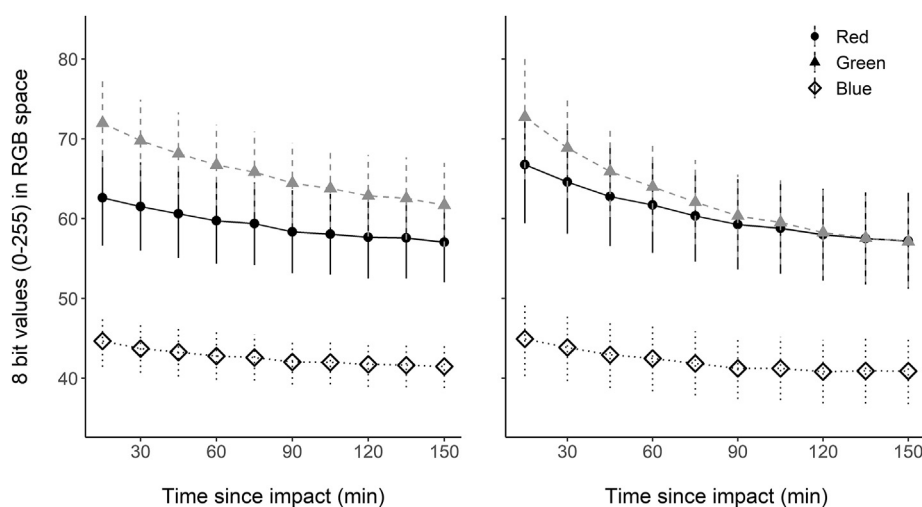 8 bit values (0-255) in RGB space
80
70
60
50
40
30 60 90 120 150
Time since impact (min)
Red
Green
Blue
30 60 90 120 150
Time since impact (min)